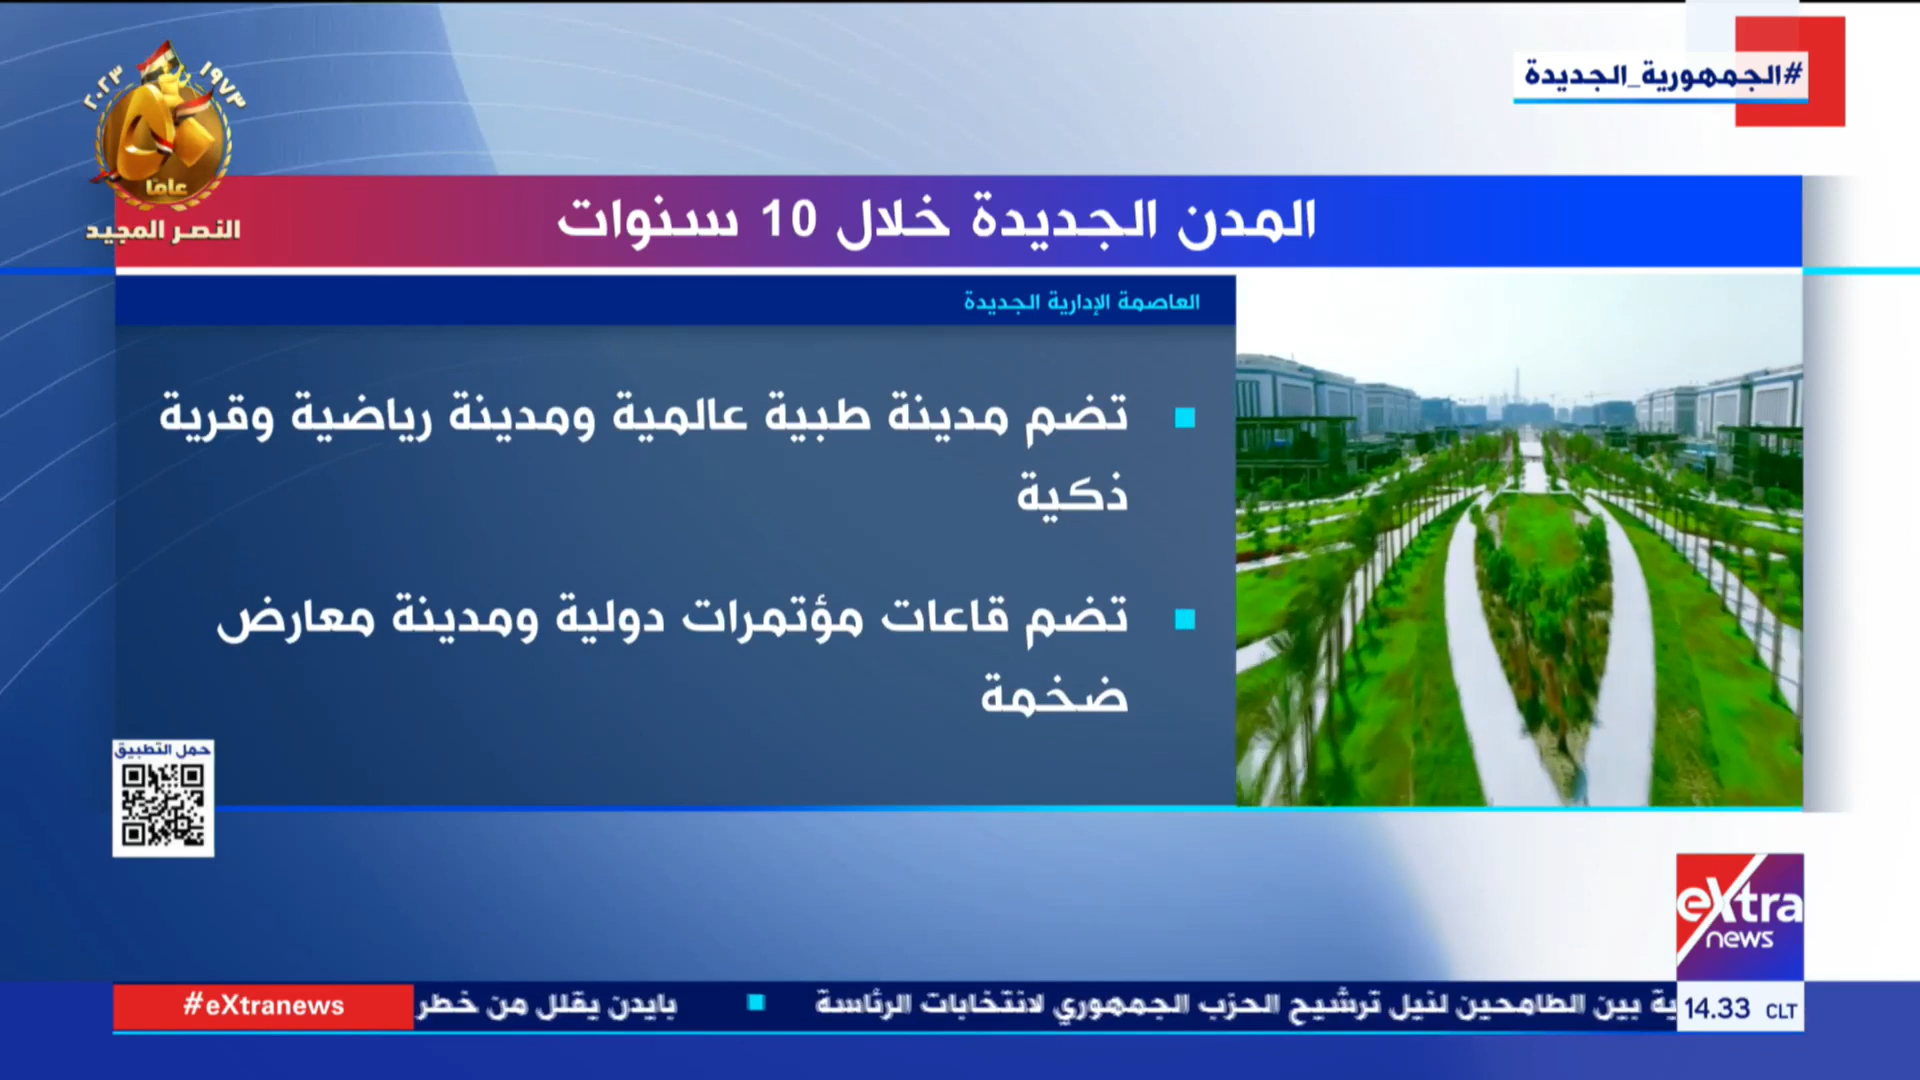 #الجمهورية_الجديدة
١٩٧٣ ٢٠٢٣
٥٠
عامًا
النصر المجيد
المدن الجديدة خلال 10 سنوات
العاصمة الإدارية الجديدة
تضم مدينة طبية عالمية ومدينة رياضية وقرية
ذكية
تضم قاعات مؤتمرات دولية ومدينة معارض
ضخمة
حمل التطبيق
eXtra
news
بين الطامحين لنيل ترشيح الحزب الجمهوري لانتخابات الرئاسة
بايدن يقلل من خطر
#eXtranews
14.33 CLT